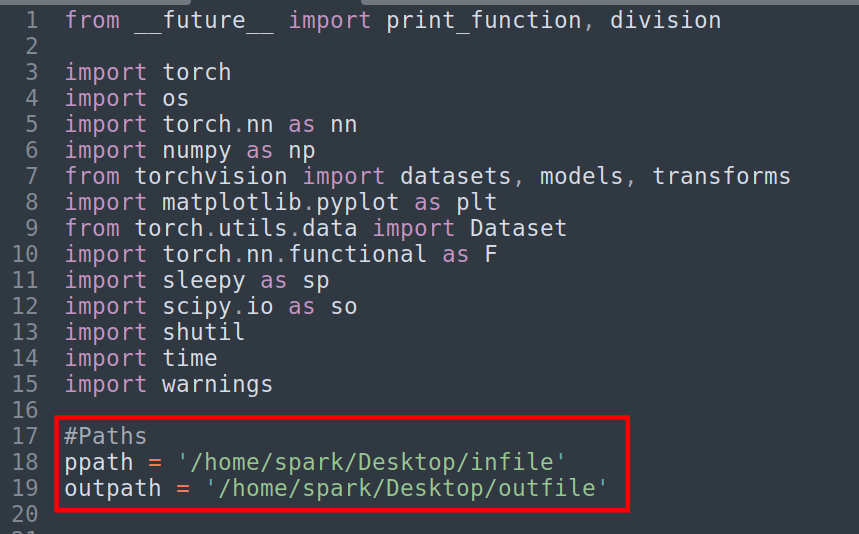 1 from __future__ import print_function, division
2
3 import torch
4 import os
5 import torch.nn as nn
6 import numpy as np
7 from torchvision import datasets, models, transforms
8 import matplotlib.pyplot as plt
9 from torch.utils.data import Dataset
10 import torch.nn.functional as F
11 import sleepy as sp
12 import scipy.io as so
13 import shutil
14 import time
15 import warnings
16
17 #Paths
18 ppath = '/home/spark/Desktop/infile'
19 outpath = '/home/spark/Desktop/outfile'
20